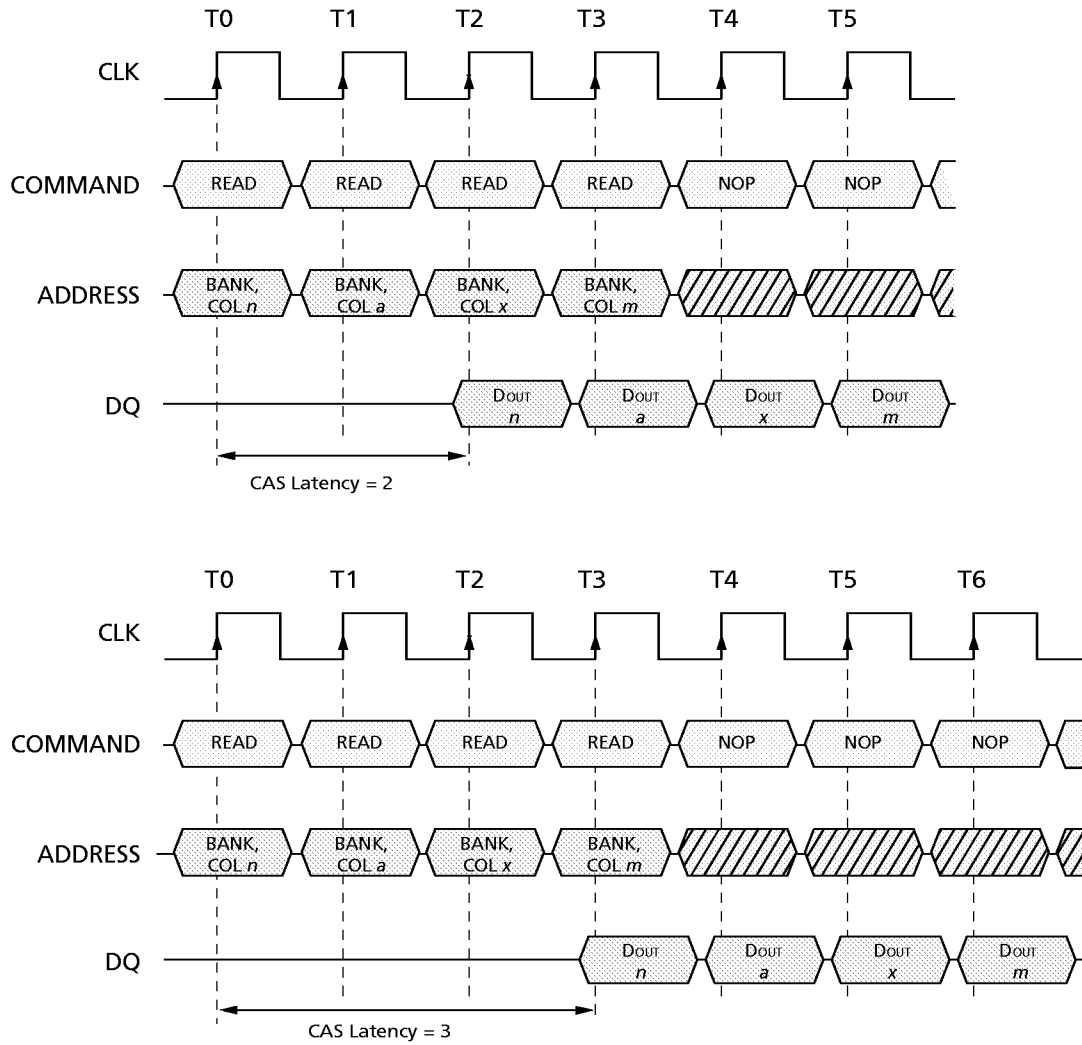 T0 T1 T2 T3 T4 T5
CLK
COMMAND READ READ READ READ NOP NOP
ADDRESS BANK, COL n BANK, COL a BANK, COL x BANK, COL m
DQ DOUT n DOUT a DOUT x DOUT m
CAS Latency = 2
T0 T1 T2 T3 T4 T5 T6
CLK
COMMAND READ READ READ READ NOP NOP NOP
ADDRESS BANK, COL n BANK, COL a BANK, COL x BANK, COL m
DQ DOUT n DOUT a DOUT x DOUT m
CAS Latency = 3